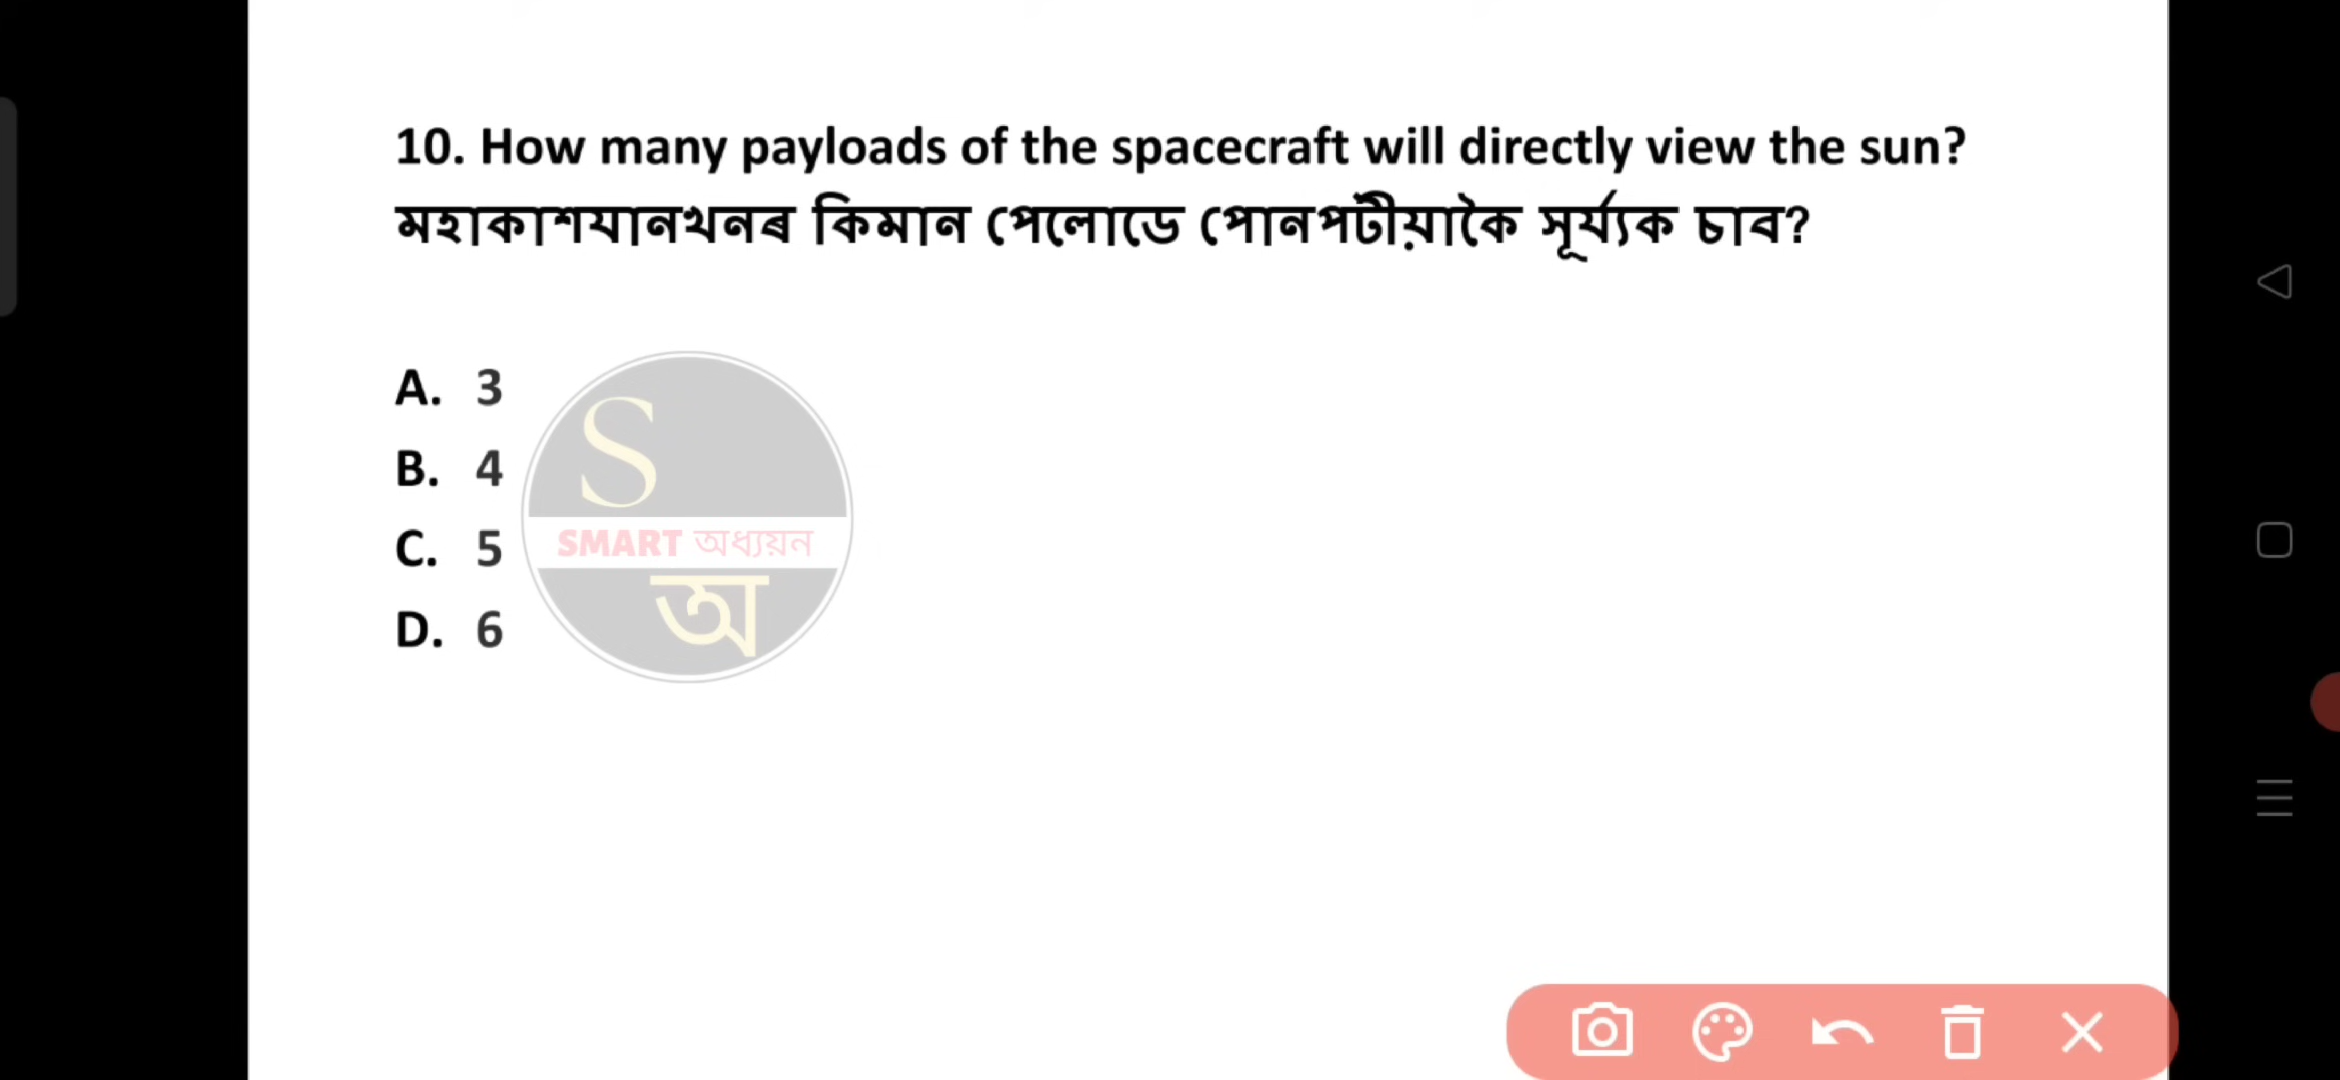 10. How many payloads of the spacecraft will directly view the sun?
মহাকাশযানখনৰ কিমান পেলোডে পোনপটীয়াকৈ সূৰ্য্যক চাব?
A. 3
B. 4
C. 5
D. 6
S
SMART অধ্যয়ন
অ